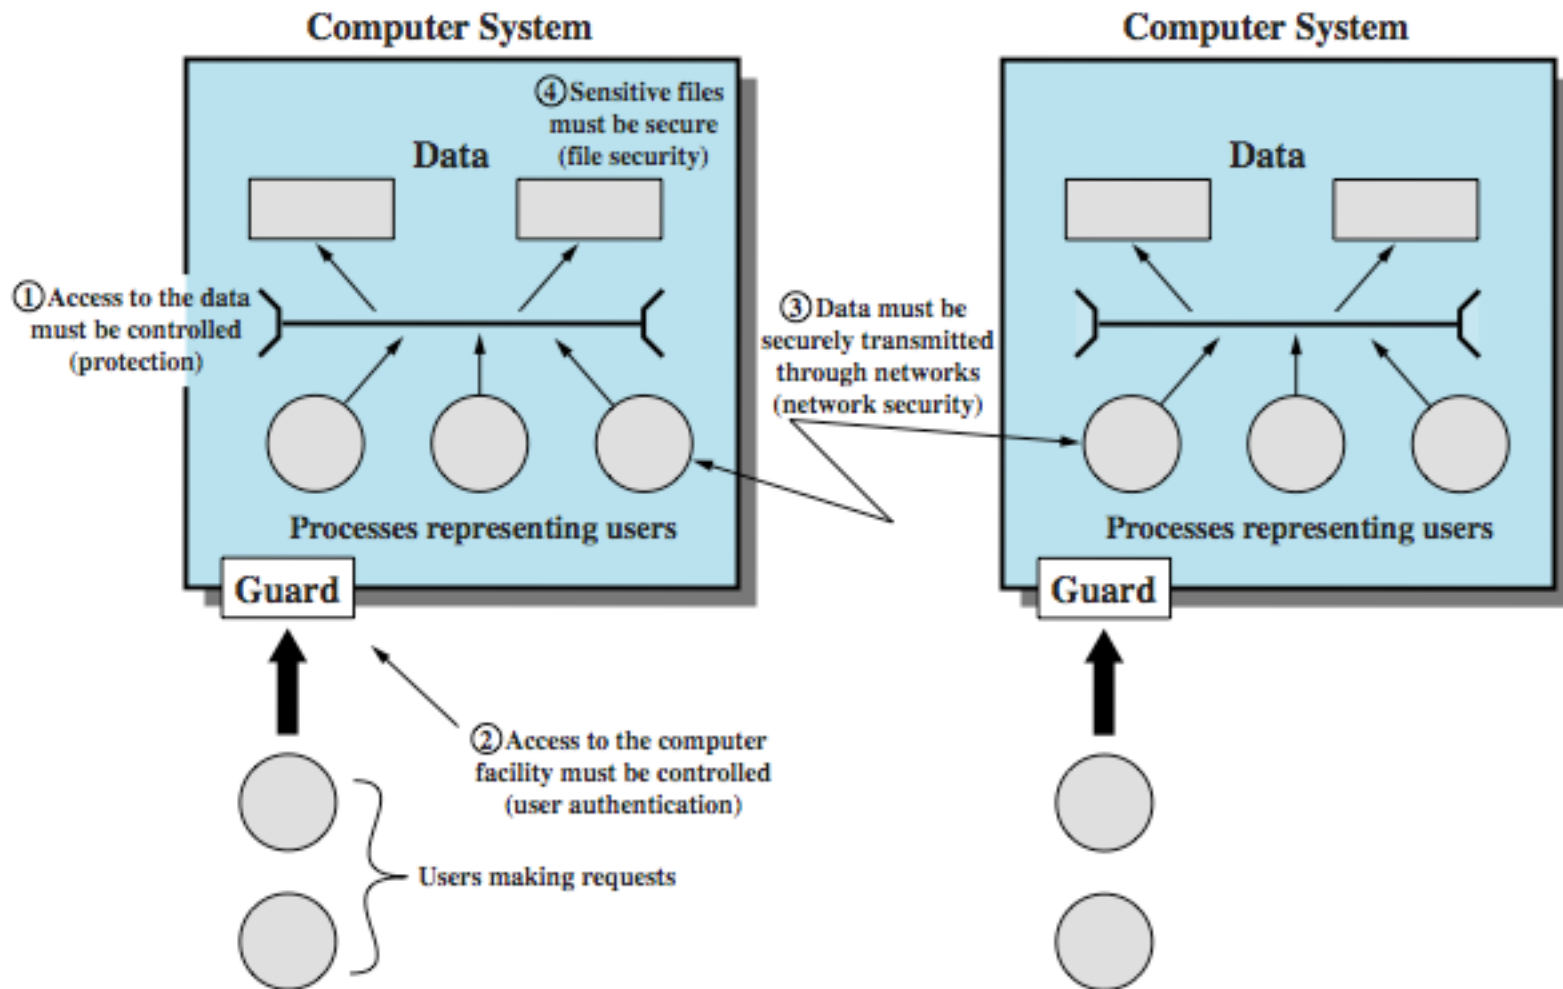 Computer System
④Sensitive files
must be secure
(file security)
Data
①Access to the data
must be controlled
(protection)
Processes representing users
Guard
②Access to the computer
facility must be controlled
(user authentication)
Users making requests
③Data must be
securely transmitted
through networks
(network security)
Computer System
Data
Processes representing users
Guard